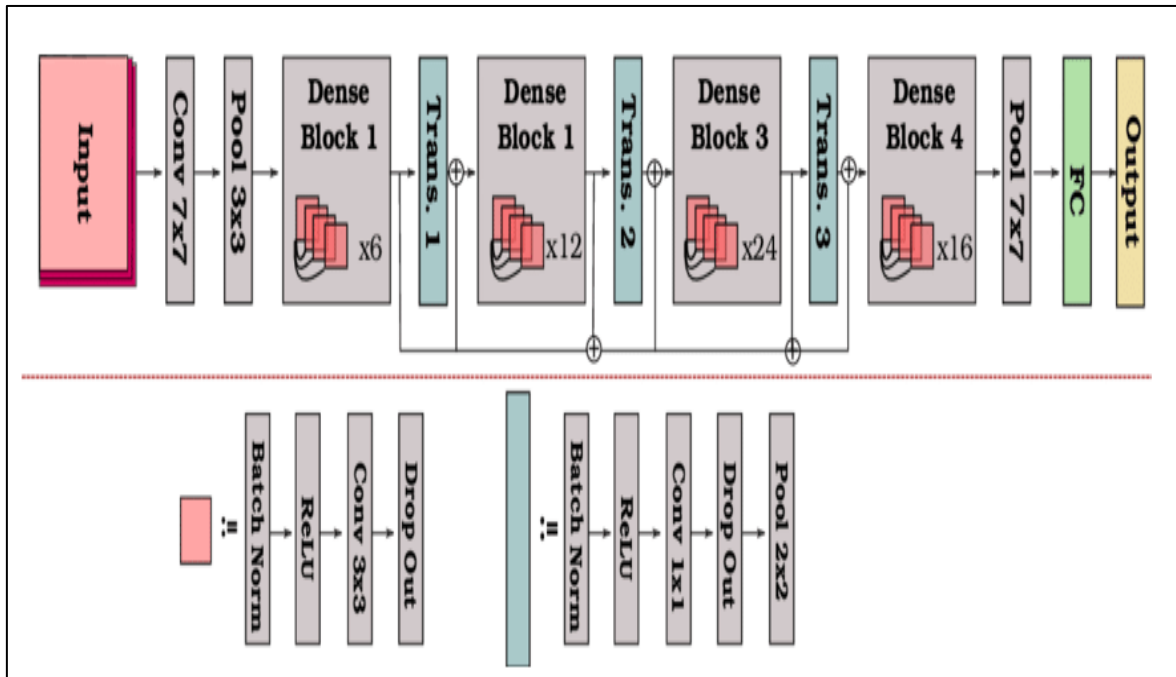 Input
Conv 7x7
Pool 3x3
Dense
Block 1
x6
Trans. 1
Dense
Block 1
x12
Trans. 2
Dense
Block 3
x24
Trans. 3
Dense
Block 4
x16
Pool 7x7
FC
Output
:=
Batch Norm
ReLU
Conv 3x3
Drop Out
:=
Batch Norm
ReLU
Conv 1x1
Drop Out
Pool 2x2